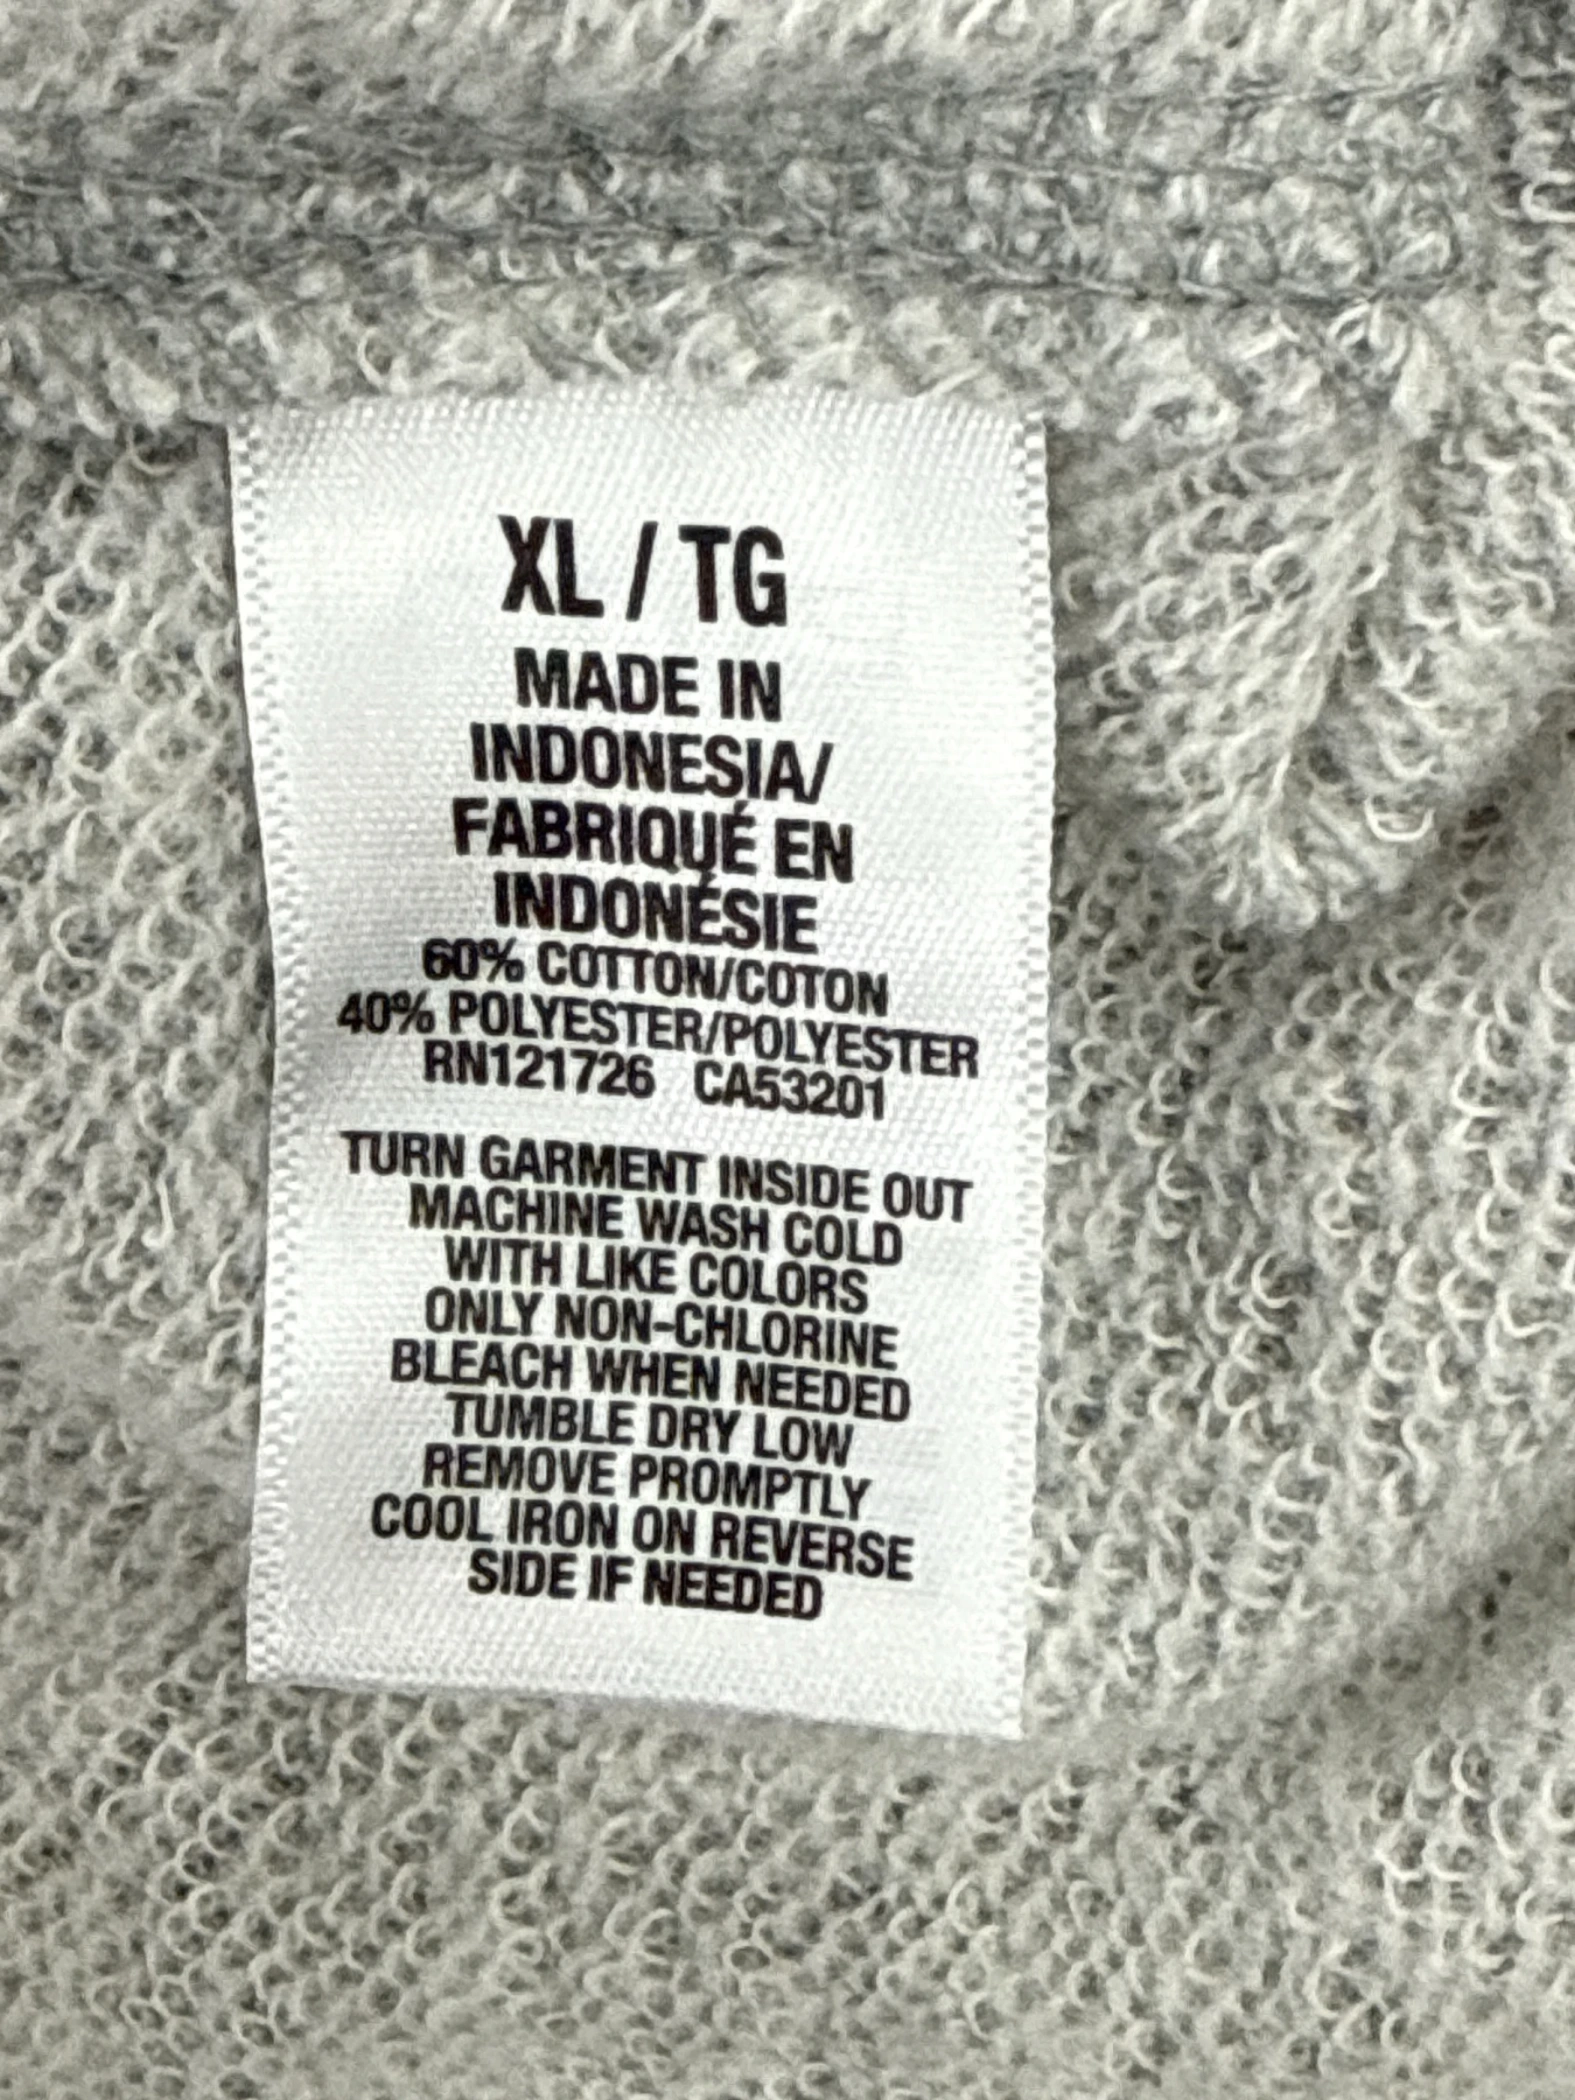 XL / TG
MADE IN
INDONESIA/
FABRIQUÉ EN
INDONÉSIE
60% COTTON/COTON
40% POLYESTER/POLYESTER
RN121726 CA53201
TURN GARMENT INSIDE OUT
MACHINE WASH COLD
WITH LIKE COLORS
ONLY NON-CHLORINE
BLEACH WHEN NEEDED
TUMBLE DRY LOW
REMOVE PROMPTLY
COOL IRON ON REVERSE
SIDE IF NEEDED